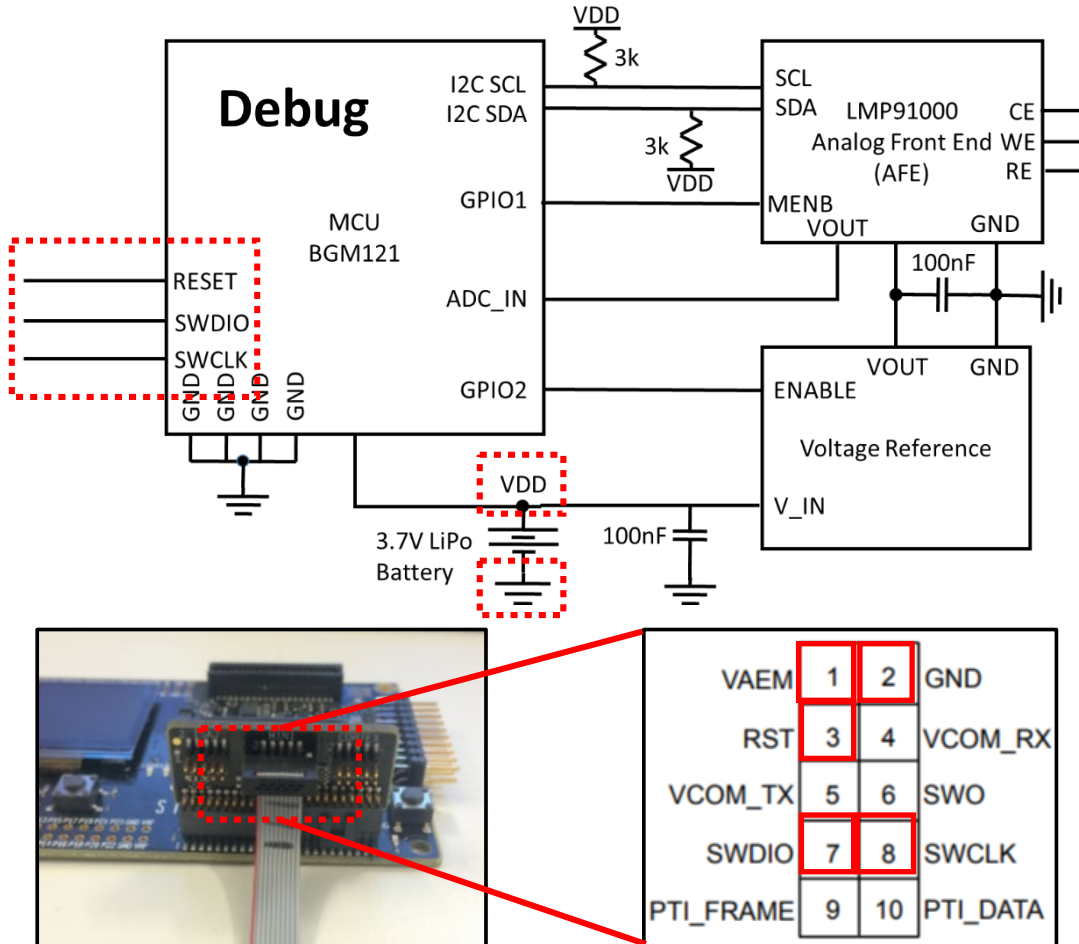 VDD
3k
Debug
I2C SCL
I2C SDA
SCL
SDA
LMP91000
Analog Front End
(AFE)
CE
WE
RE
3k
VDD
GPIO1
MENB
VOUT
GND
MCU
BGM121
100nF
RESET
SWDIO
SWCLK
ADC_IN
GND
GND
GND
GND
GPIO2
VOUT
GND
ENABLE
Voltage Reference
VDD
V_IN
3.7V LiPo
Battery
100nF
VAEM 1 2 GND
RST 3 4 VCOM_RX
VCOM_TX 5 6 SWO
SWDIO 7 8 SWCLK
PTI_FRAME 9 10 PTI_DATA